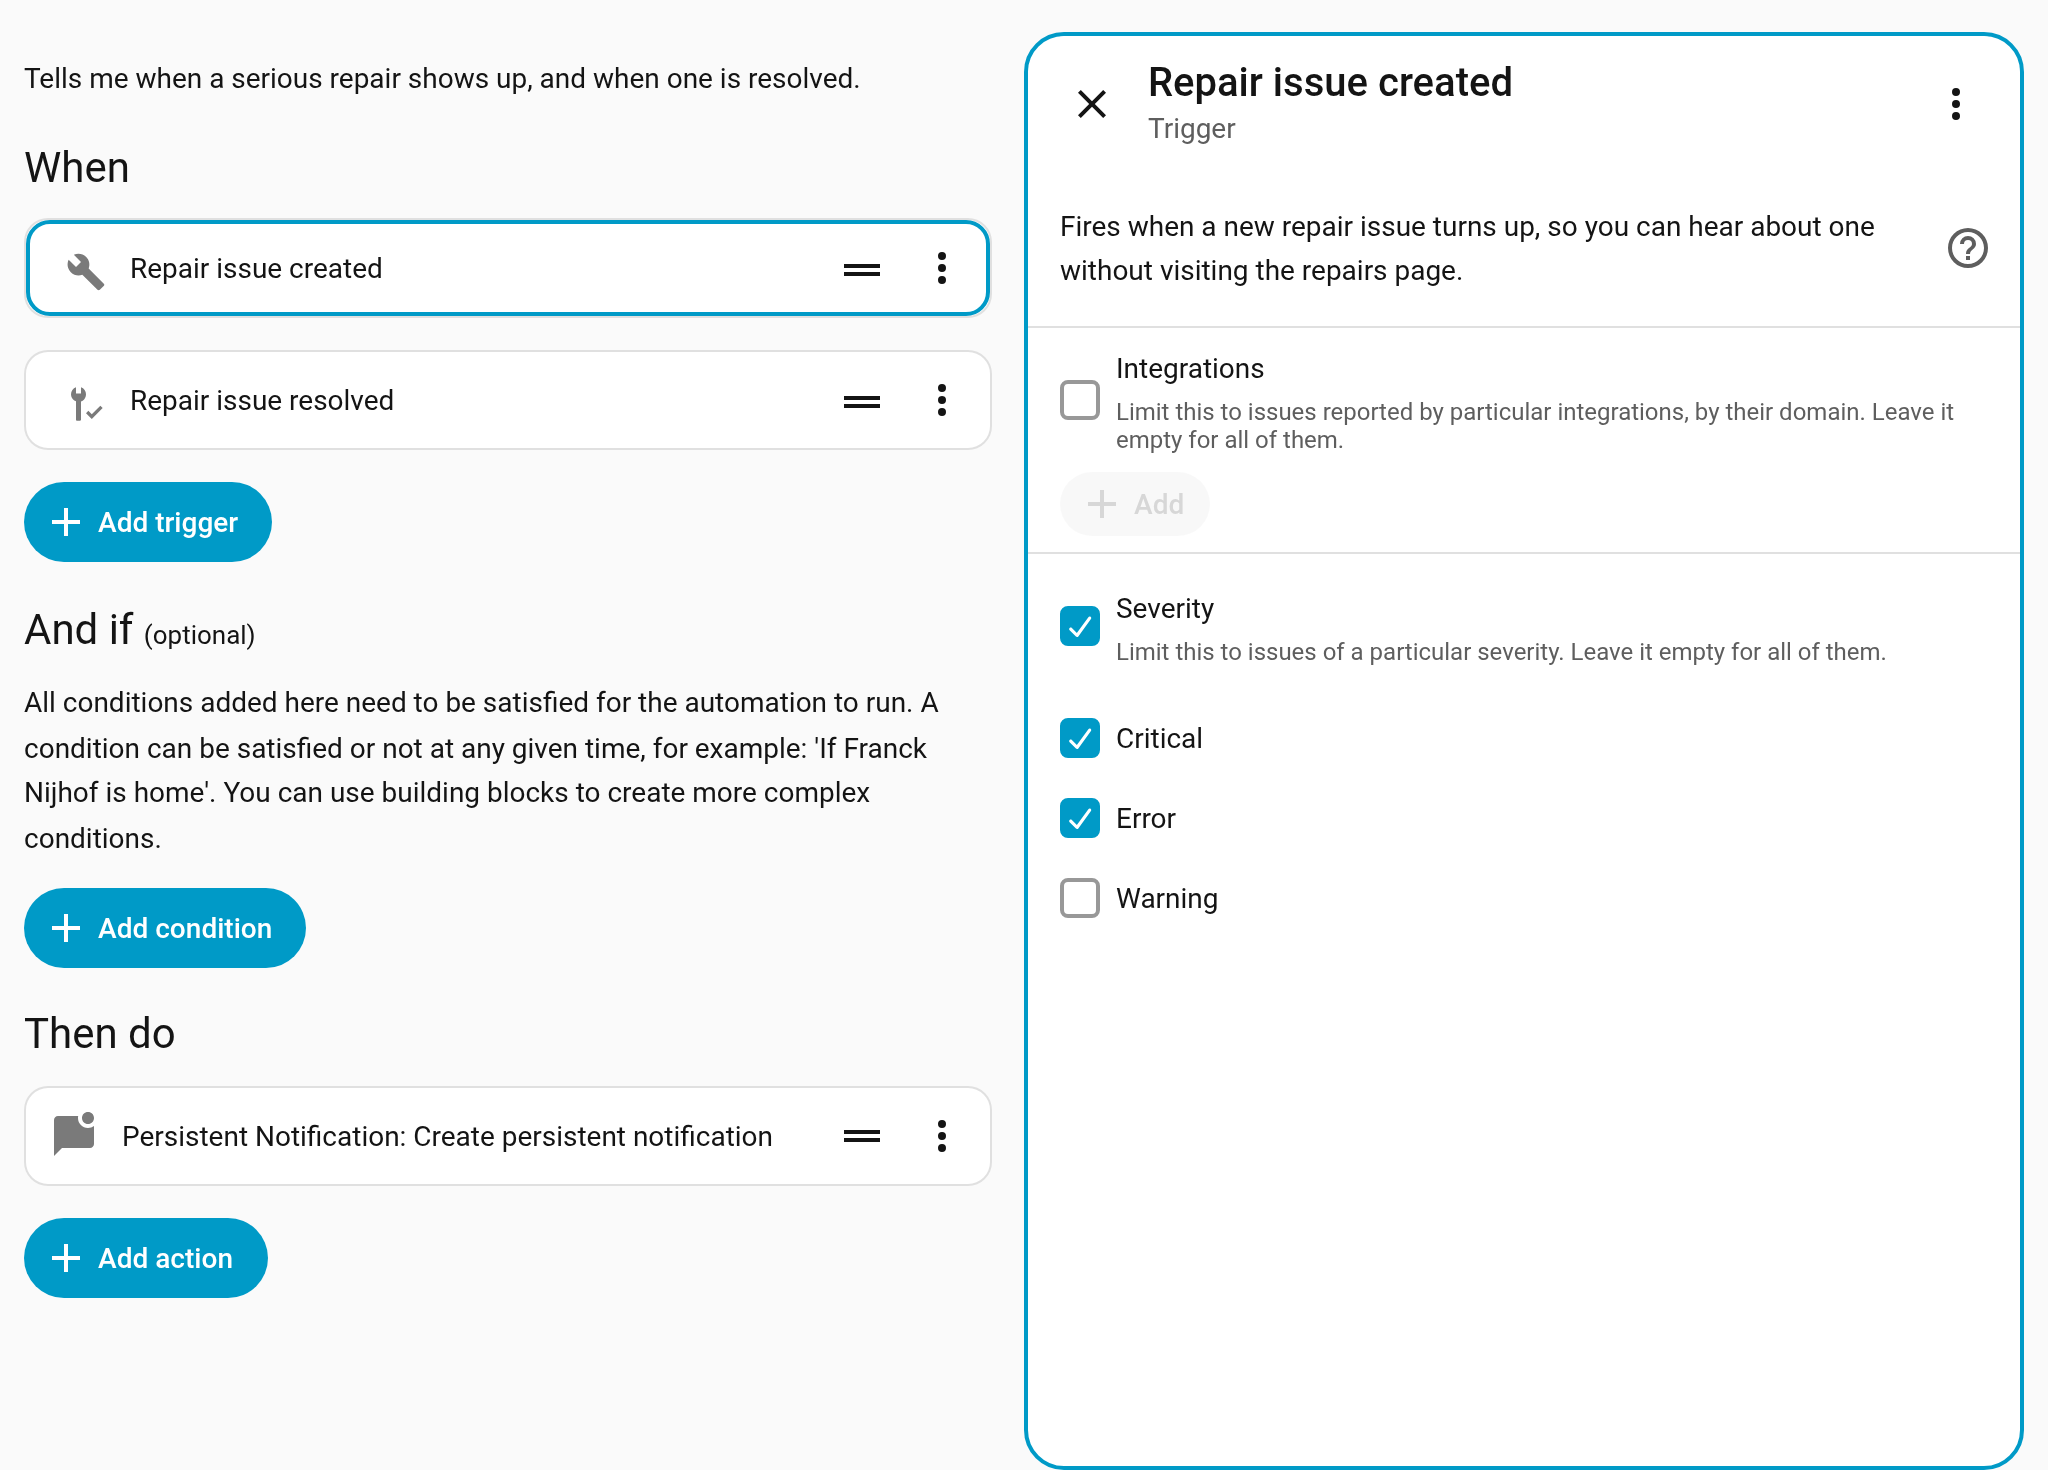 Tells me when a serious repair shows up, and when one is resolved.
When
Repair issue created
Repair issue resolved
Add trigger
And if (optional)
All conditions added here need to be satisfied for the automation to run. A
condition can be satisfied or not at any given time, for example: 'If Franck
Nijhof is home'. You can use building blocks to create more complex
conditions.
Add condition
Then do
Persistent Notification: Create persistent notification
Add action
Repair issue created
Trigger
Fires when a new repair issue turns up, so you can hear about one
without visiting the repairs page.
Integrations
Limit this to issues reported by particular integrations, by their domain. Leave it
empty for all of them.
Add
Severity
Limit this to issues of a particular severity. Leave it empty for all of them.
Critical
Error
Warning